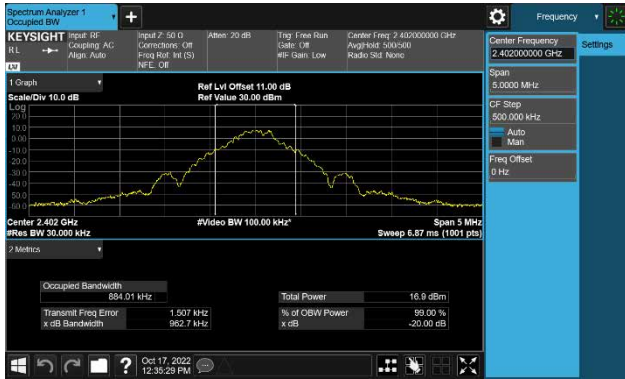 Spectrum Analyzer 1
Occupied BW
Frequency
KEYSIGHT
Input: RF
Input Z: 50 Ω
Atten: 20 dB
Trig: Free Run
Center Freq: 2.402000000 GHz
R L
Coupling: AC
Corrections: Off
Gate: Off
Avg|Hold: 500/500
Align: Auto
Freq Ref: Int (S)
#IF Gain: Low
Radio Std: None
NFE: Off
Center Frequency
2.402000000 GHz
Settings
Span
5.0000 MHz
CF Step
500.000 kHz
Auto
Man
Freq Offset
0 Hz
1 Graph
Ref Lvl Offset 11.00 dB
Scale/Div 10.0 dB
Ref Value 30.00 dBm
Log
20.0
10.0
0.00
-10.0
-20.0
-30.0
-40.0
-50.0
-60.0
Center 2.402 GHz
#Video BW 100.00 kHz*
Span 5 MHz
#Res BW 30.000 kHz
Sweep 6.87 ms (1001 pts)
2 Metrics
Occupied Bandwidth
884.01 kHz
Total Power
16.9 dBm
Transmit Freq Error
1.507 kHz
% of OBW Power
99.00 %
x dB Bandwidth
962.7 kHz
x dB
-20.00 dB
Oct 17, 2022
12:35:29 PM